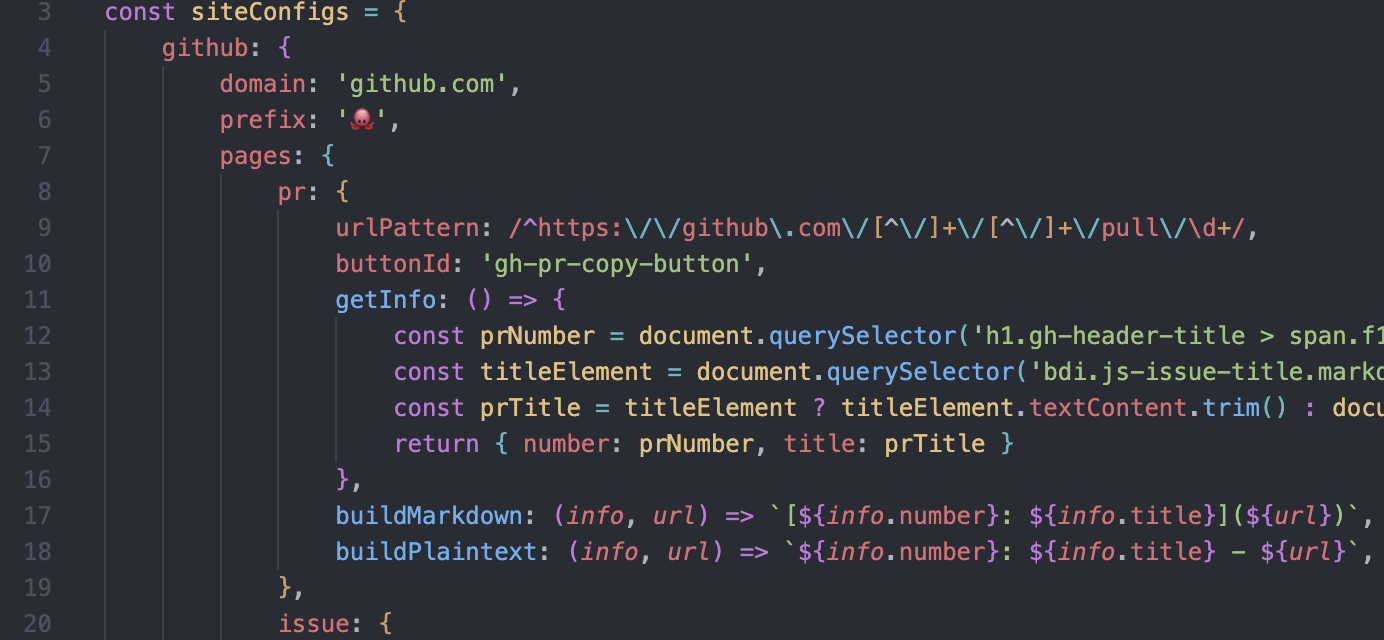 3 const siteConfigs = {
4 github: {
5 domain: 'github.com',
6 prefix: '🐙',
7 pages: {
8 pr: {
9 urlPattern: /^https:\/\/github\.com\/[^\/]+\/[^\/]+\/pull\/\d+/,
10 buttonId: 'gh-pr-copy-button',
11 getInfo: () => {
12 const prNumber = document.querySelector('h1.gh-header-title > span.f1
13 const titleElement = document.querySelector('bdi.js-issue-title.markd
14 const prTitle = titleElement ? titleElement.textContent.trim() : docu
15 return { number: prNumber, title: prTitle }
16 },
17 buildMarkdown: (info, url) => `[${info.number}: ${info.title}](${url})`,
18 buildPlaintext: (info, url) => `${info.number}: ${info.title} - ${url}`,
19 },
20 issue: {